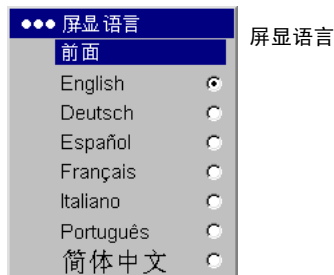 ●●● 屏显语言
前面
English
Deutsch
Español
Français
Italiano
Português
简体中文
屏显语言